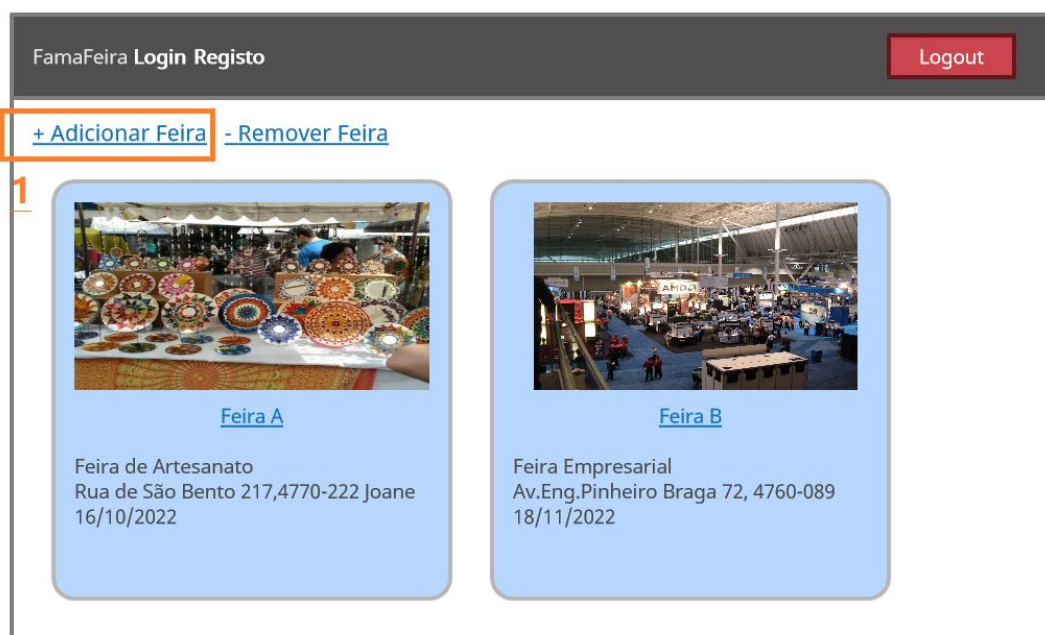 FamaFeira Login Registo
Logout
+ Adicionar Feira - Remover Feira
1
AMD
Feira A
Feira B
Feira de Artesanato
Rua de São Bento 217,4770-222 Joane
16/10/2022
Feira Empresarial
Av.Eng.Pinheiro Braga 72, 4760-089
18/11/2022